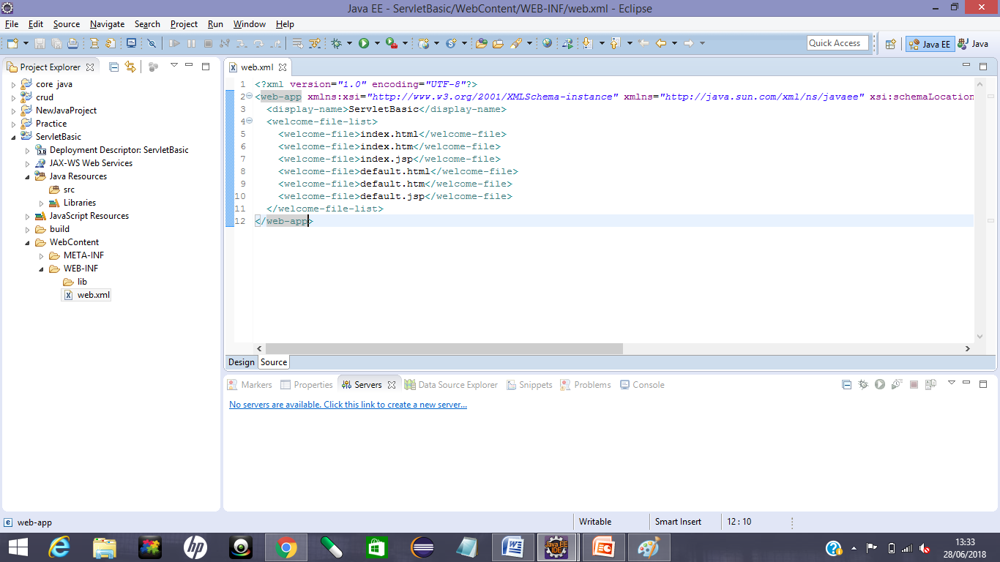 Java EE - ServletBasic/WebContent/WEB-INF/web.xml - Eclipse
File Edit Source Navigate Search Project Run Window Help
Quick Access
Java EE
Java
Project Explorer
core java
crud
NewJavaProject
Practice
ServletBasic
3.0 Deployment Descriptor: ServletBasic
JAX-WS Web Services
Java Resources
src
Libraries
JavaScript Resources
build
WebContent
META-INF
WEB-INF
lib
web.xml
web.xml
1 <?xml version="1.0" encoding="UTF-8"?>
2 <web-app xmlns:xsi="http://www.w3.org/2001/XMLSchema-instance" xmlns="http://java.sun.com/xml/ns/javaee" xsi:schemaLocation
3 <display-name>ServletBasic</display-name>
4 <welcome-file-list>
5 <welcome-file>index.html</welcome-file>
6 <welcome-file>index.htm</welcome-file>
7 <welcome-file>index.jsp</welcome-file>
8 <welcome-file>default.html</welcome-file>
9 <welcome-file>default.htm</welcome-file>
10 <welcome-file>default.jsp</welcome-file>
11 </welcome-file-list>
12 </web-app>
Design Source
Markers Properties Servers Data Source Explorer Snippets Problems Console
No servers are available. Click this link to create a new server...
web-app
Writable
Smart Insert
12 : 10
hp
Java EE
IDE
13:33
28/06/2018